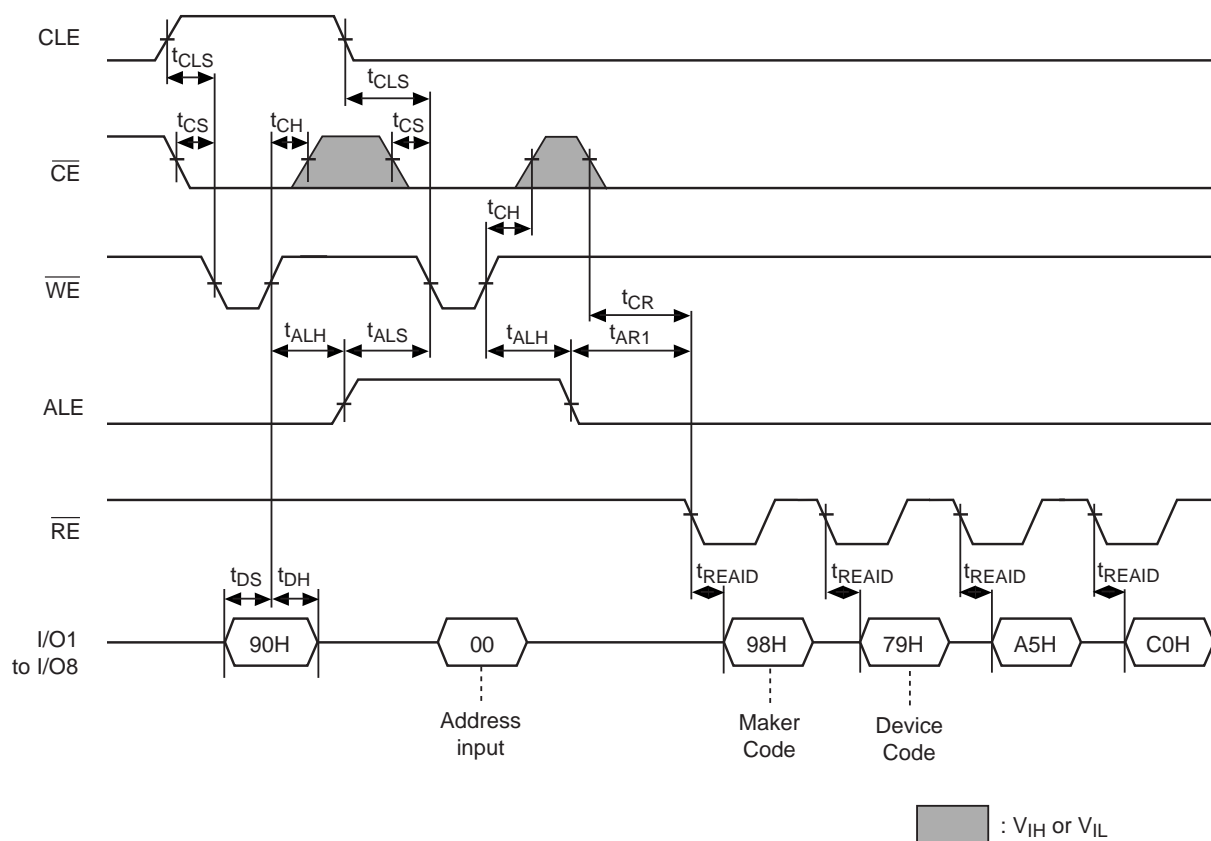 CLE
tCLS
tCLS
tCS
tCH
tCS
CE
tCH
WE
tCR
tALH
tALS
tALH
tAR1
ALE
RE
tDS
tDH
tREAID
tREAID
tREAID
tREAID
I/O1
to I/O8
90H
00
98H
79H
A5H
C0H
Address
input
Maker
Code
Device
Code
: VIH or VIL